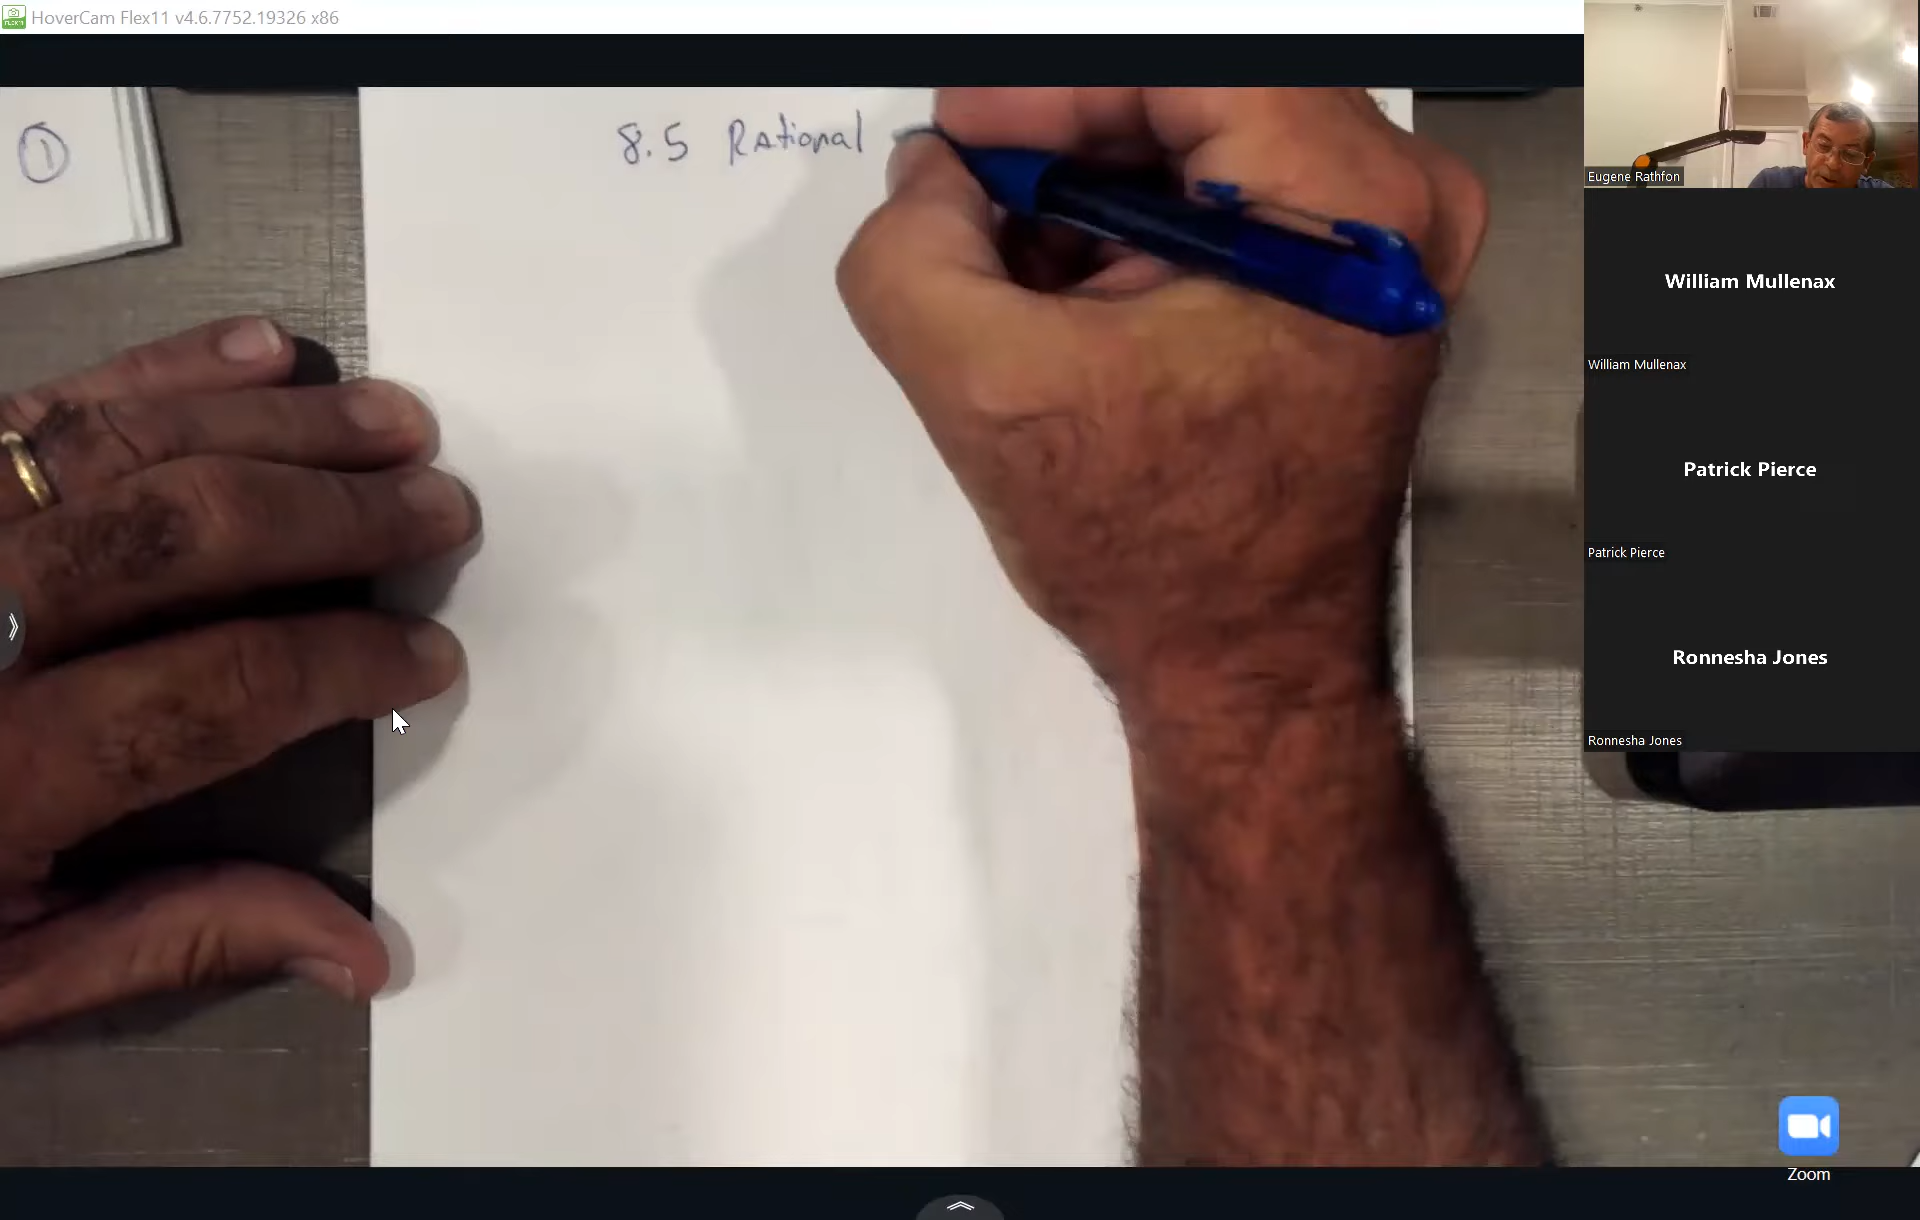 HoverCam Flex11 v4.6.7752.19326 x86
FLEX11
1
8.5 Rational
Eugene Rathfon
William Mullenax
William Mullenax
Patrick Pierce
Patrick Pierce
Ronnesha Jones
Ronnesha Jones
Zoom